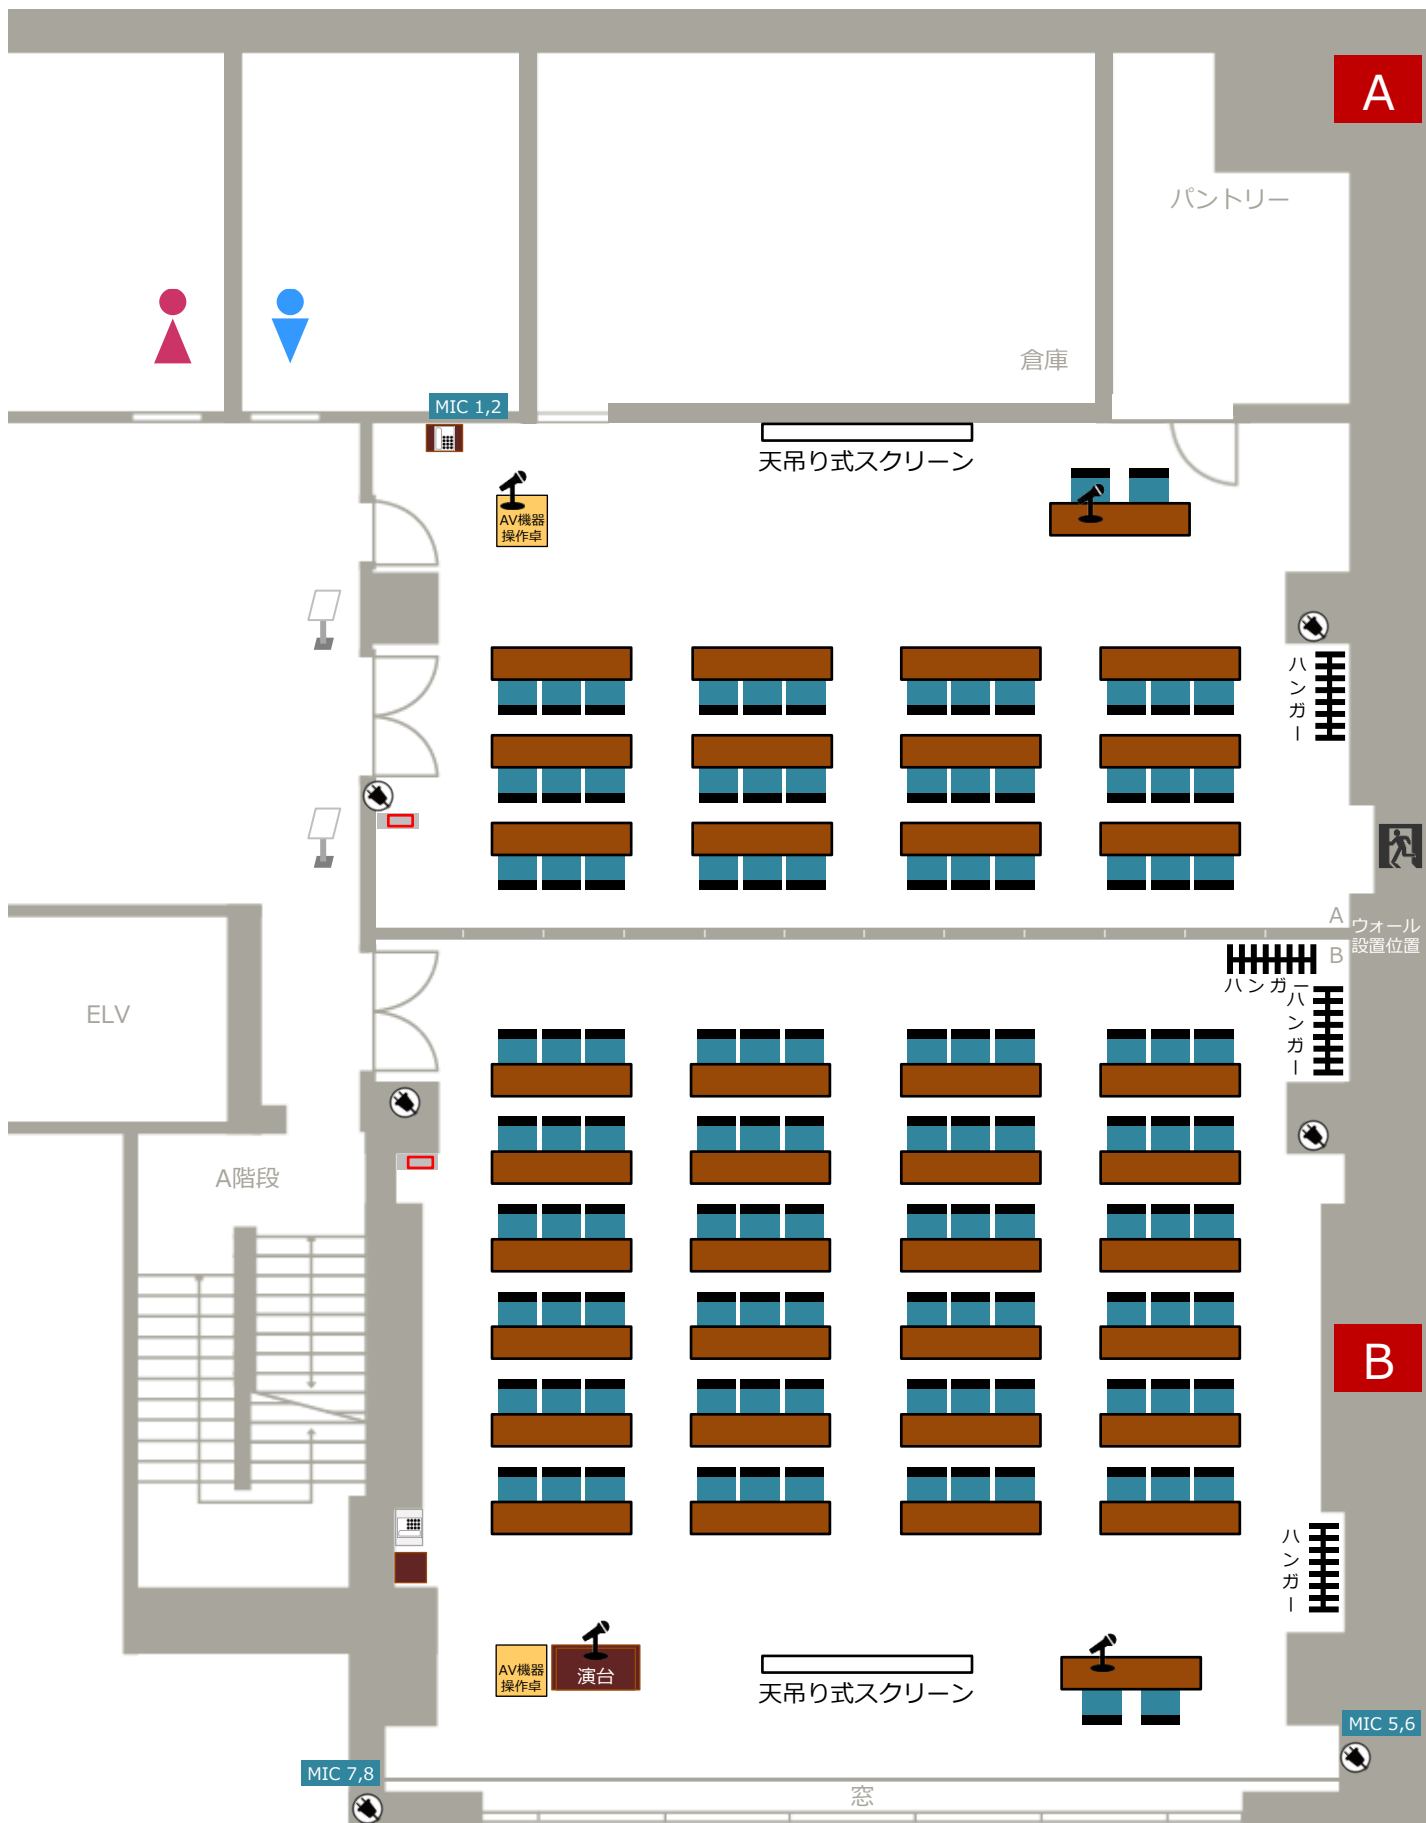 A
パントリー
倉庫
MIC 1,2
天吊り式スクリーン
AV機器
操作卓
ハンガー
A
ウォール
設置位置
B
ハンガー
ハンガー
ELV
A階段
B
ハンガー
AV機器
操作卓
演台
天吊り式スクリーン
MIC 5,6
MIC 7,8
窓